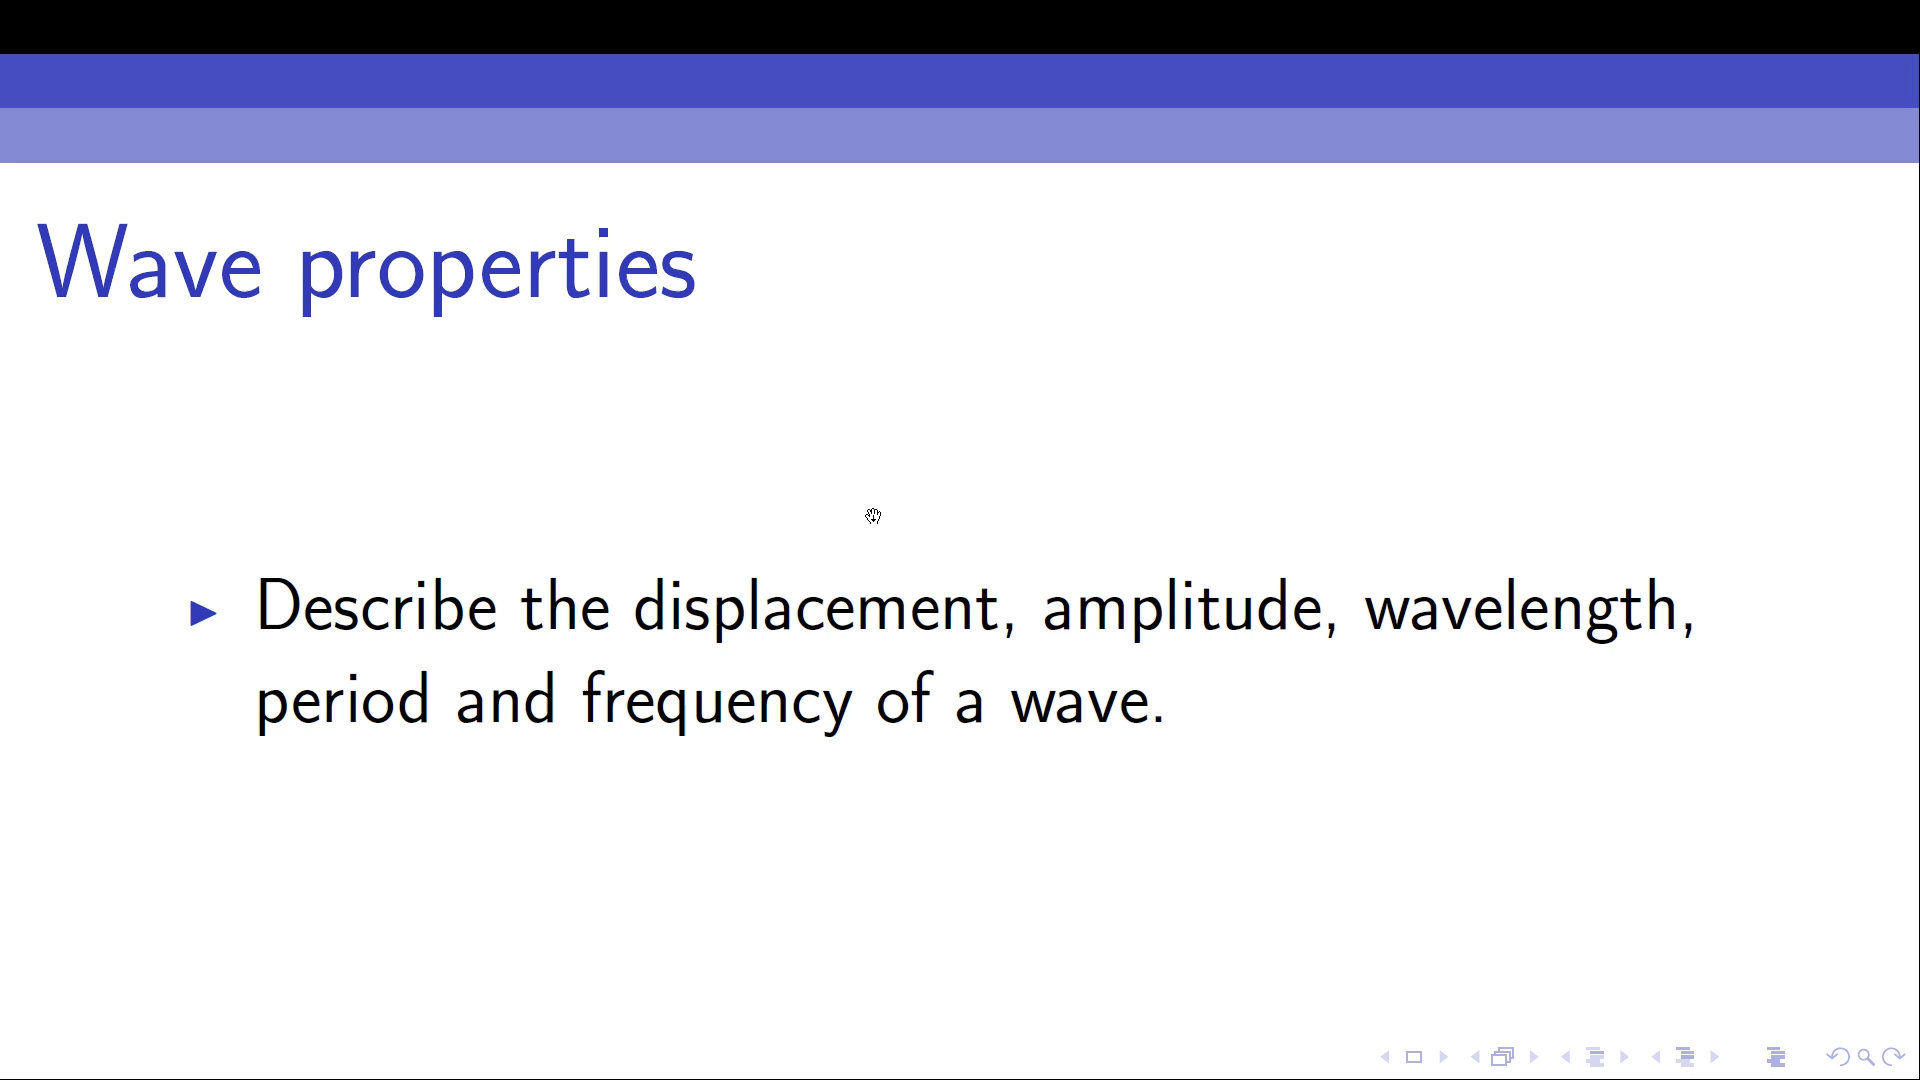 Wave properties
Describe the displacement, amplitude, wavelength,
period and frequency of a wave.